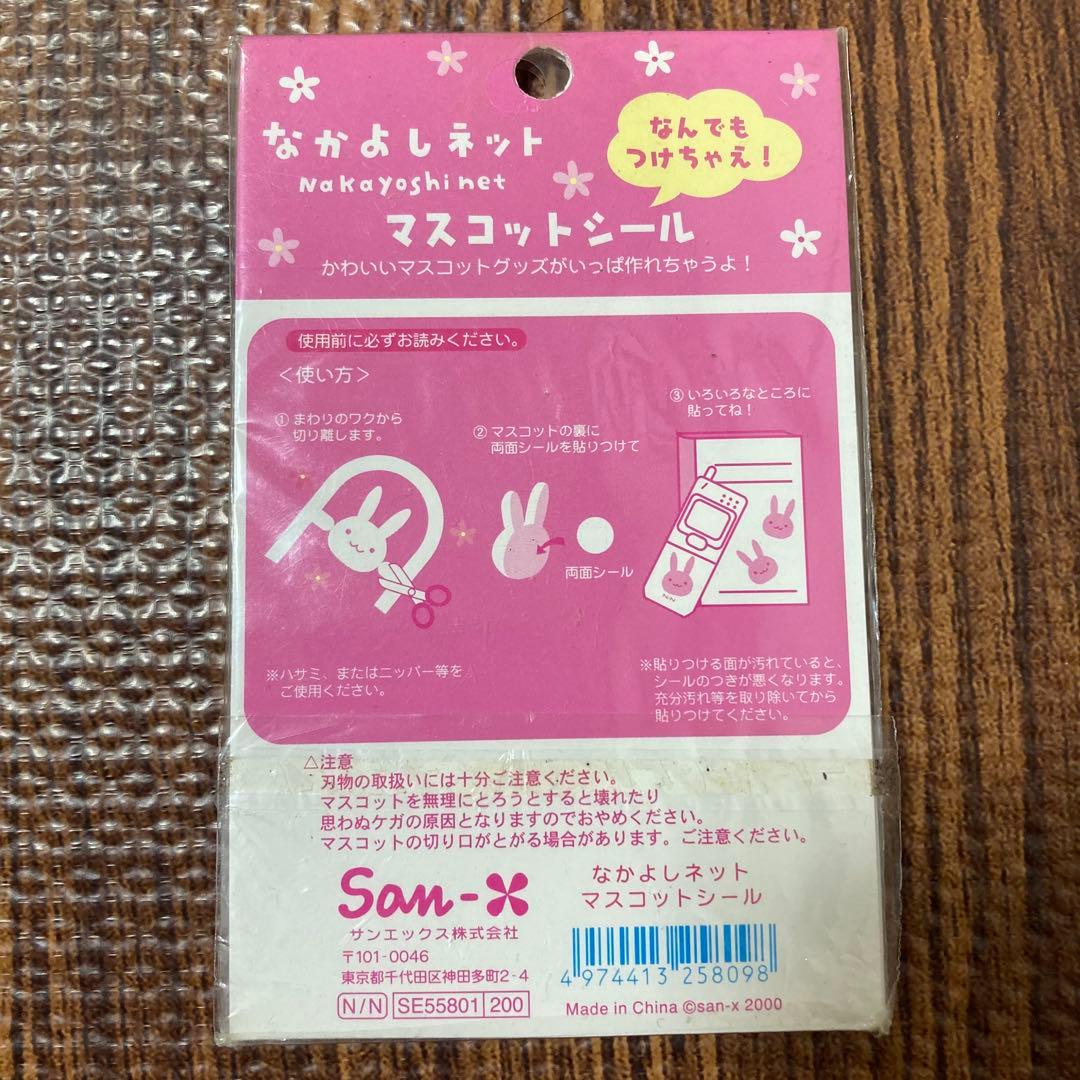 なかよしネット
Nakayoshi net
なんでも
つけちゃえ!
マスコットシール
かわいいマスコットグッズがいっぱ作れちゃうよ!
使用前に必ずお読みください。
<使い方>
① まわりのワクから
切り離します。
② マスコットの裏に
両面シールを貼りつけて
両面シール
③ いろいろなところに
貼ってね!
N/N
※ハサミ、またはニッパー等を
ご使用ください。
※貼りつける面が汚れていると、
シールのつきが悪くなります。
充分汚れ等を取り除いてから
貼りつけてください。
△注意
刃物の取扱いには十分ご注意ください。
マスコットを無理にとろうとすると壊れたり
思わぬケガの原因となりますのでおやめください。
マスコットの切り口がとがる場合があります。ご注意ください。
San-X
サンエックス株式会社
〒101-0046
東京都千代田区神田多町2-4
N/N SE55801 200
なかよしネット
マスコットシール
4 974413 258098
Made in China ©san-x 2000